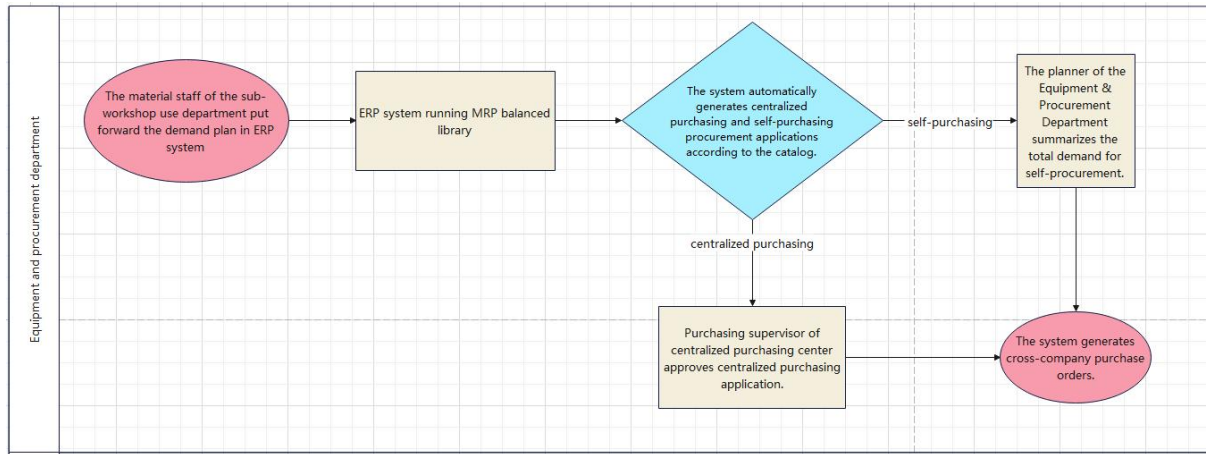 Equipment and procurement department
The material staff of the sub-
workshop use department put
forward the demand plan in ERP
system
ERP system running MRP balanced
library
The system automatically
generates centralized
purchasing and self-purchasing
procurement applications
according to the catalog.
self-purchasing
The planner of the
Equipment &
Procurement
Department
summarizes the
total demand for
self-procurement.
centralized purchasing
Purchasing supervisor of
centralized purchasing center
approves centralized purchasing
application.
The system generates
cross-company purchase
orders.